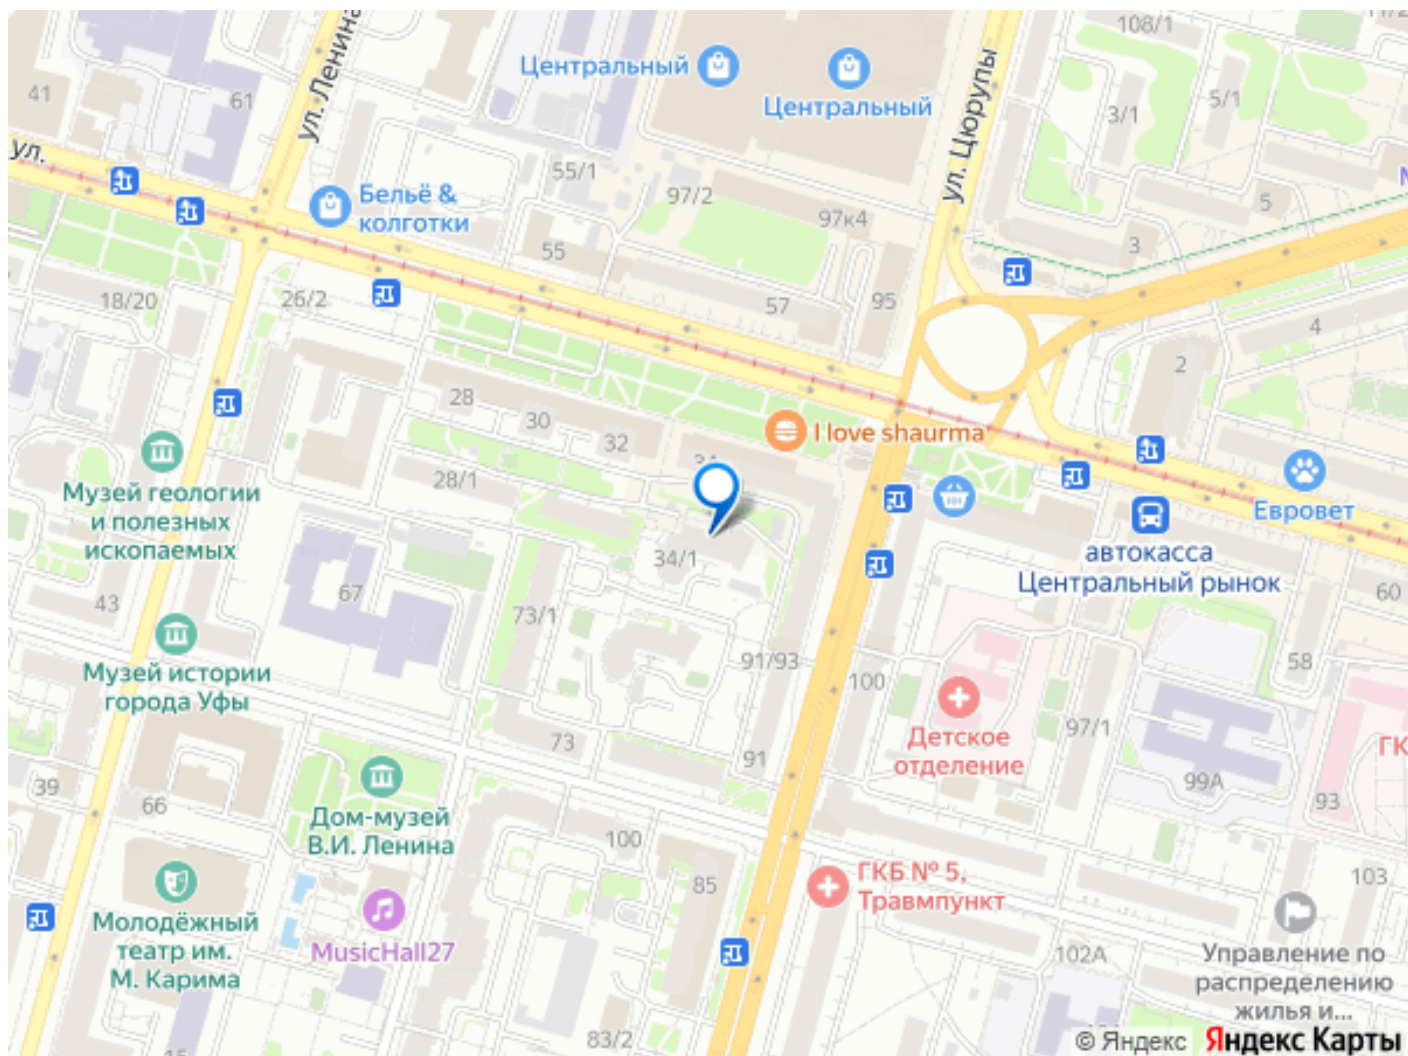 108/1
ул. Ленина
41
61
Центральный
Центральный
ул. Цюрупы
3/1
5/1
ул.
55/1
Бельё &
колготки
97/2
97к4
5
3
55
18/20
26/2
57
95
4
2
28
30
32
I love shaurma
28/1
Музей геологии
и полезных
ископаемых
34/1
Евровет
автокасса
Центральный рынок
43
67
73/1
60
Музей истории
города Уфы
91/93
100
58
Детское
отделение
97/1
ГК
73
91
99А
93
39
66
Дом-музей
В.И. Ленина
100
85
ГКБ № 5,
Травмпункт
103
Молодёжный
театр им.
М. Карима
MusicHall27
102А
Управление по
распределению
жилья и...
83/2
© Яндекс Яндекс Карты